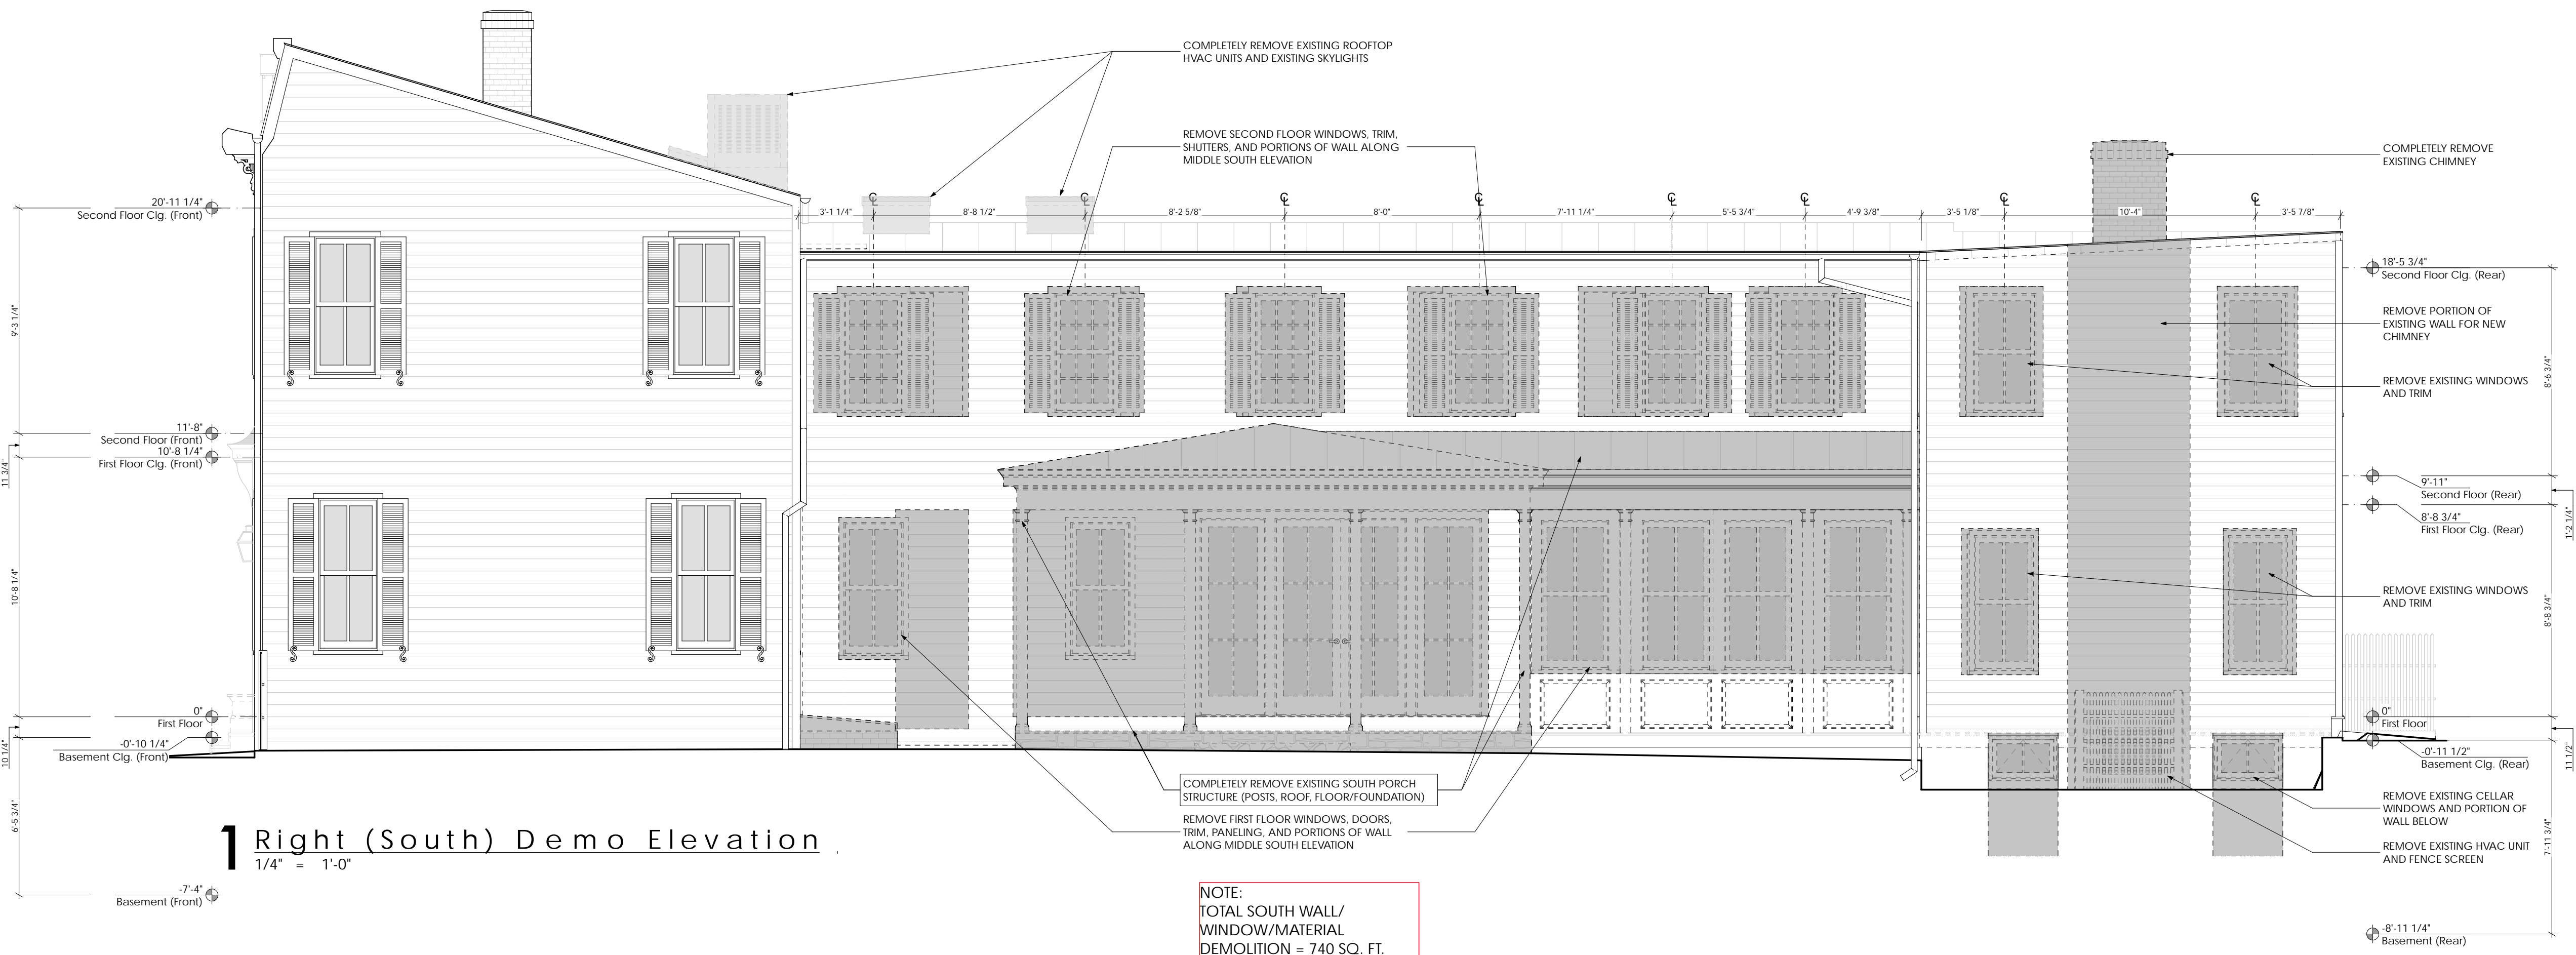 COMPLETELY REMOVE EXISTING ROOFTOP
HVAC UNITS AND EXISTING SKYLIGHTS
REMOVE SECOND FLOOR WINDOWS, TRIM,
SHUTTERS, AND PORTIONS OF WALL ALONG
MIDDLE SOUTH ELEVATION
COMPLETELY REMOVE
EXISTING CHIMNEY
20'-11 1/4"
Second Floor Clg. (Front)
3'-1 1/4"
8'-8 1/2"
8'-2 5/8"
8'-0"
7'-11 1/4"
5'-5 3/4"
4'-9 3/8"
3'-5 1/8"
10'-4"
3'-5 7/8"
18'-5 3/4"
Second Floor Clg. (Rear)
REMOVE PORTION OF
EXISTING WALL FOR NEW
CHIMNEY
9'-3 1/4"
8'-6 3/4"
REMOVE EXISTING WINDOWS
AND TRIM
11'-8"
Second Floor (Front)
10'-8 1/4"
First Floor Clg. (Front)
11 3/4"
9'-11"
Second Floor (Rear)
8'-8 3/4"
First Floor Clg. (Rear)
1'-2 1/4"
10'-8 1/4"
8'-8 3/4"
REMOVE EXISTING WINDOWS
AND TRIM
0"
First Floor
-0'-10 1/4"
Basement Clg. (Front)
10 1/4"
0"
First Floor
-0'-11 1/2"
Basement Clg. (Rear)
11 1/2"
COMPLETELY REMOVE EXISTING SOUTH PORCH
STRUCTURE (POSTS, ROOF, FLOOR/FOUNDATION)
REMOVE FIRST FLOOR WINDOWS, DOORS,
TRIM, PANELING, AND PORTIONS OF WALL
ALONG MIDDLE SOUTH ELEVATION
REMOVE EXISTING CELLAR
WINDOWS AND PORTION OF
WALL BELOW
REMOVE EXISTING HVAC UNIT
AND FENCE SCREEN
6'-5 3/4"
7'-11 3/4"
1 Right (South) Demo Elevation
1/4" = 1'-0"
-7'-4"
Basement (Front)
NOTE:
TOTAL SOUTH WALL/
WINDOW/MATERIAL
DEMOLITION = 740 SQ. FT.
-8'-11 1/4"
Basement (Rear)